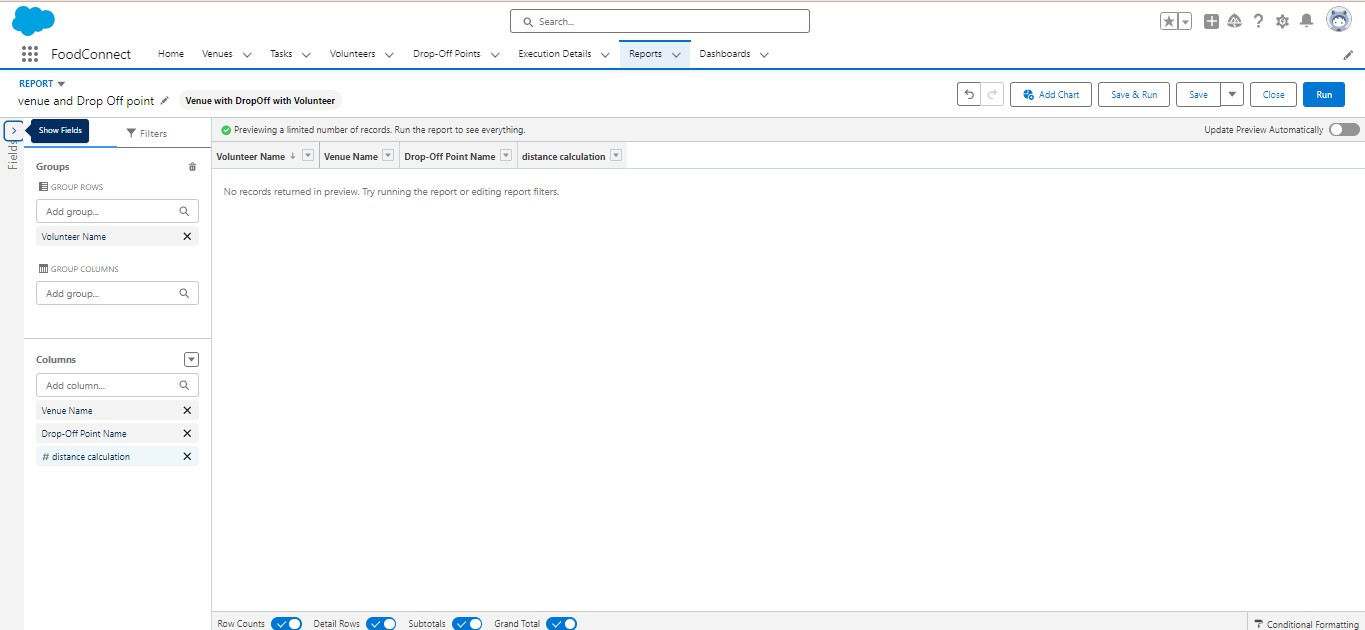 Search...
FoodConnect Home Venues Tasks Volunteers Drop-Off Points Execution Details Reports Dashboards
REPORT
venue and Drop Off point Venue with DropOff with Volunteer
Add Chart Save & Run Save Close Run
Fields
Show Fields Filters
Previewing a limited number of records. Run the report to see everything. Update Preview Automatically
Groups
GROUP ROWS
Add group...
Volunteer Name
GROUP COLUMNS
Add group...
Columns
Add column...
Venue Name
Drop-Off Point Name
# distance calculation
Volunteer Name Venue Name Drop-Off Point Name distance calculation
No records returned in preview. Try running the report or editing report filters.
Row Counts Detail Rows Subtotals Grand Total Conditional Formatting